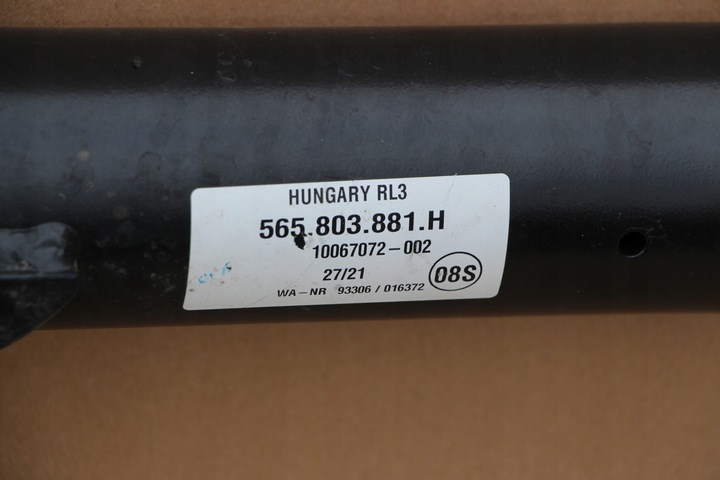 HUNGARY RL3
565.803.881.H
10067072-002
27/21
08S
WA-NR 93306 / 016372